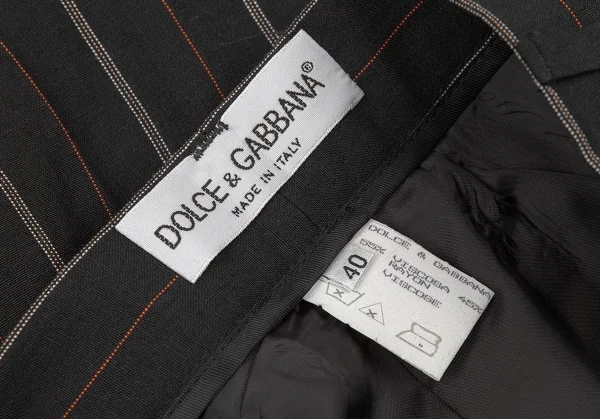 DOLCE & GABBANA®
MADE IN ITALY
40
DOLCE & GABBANA
55% VISCOSA 45%
RAYON
VISCOSE